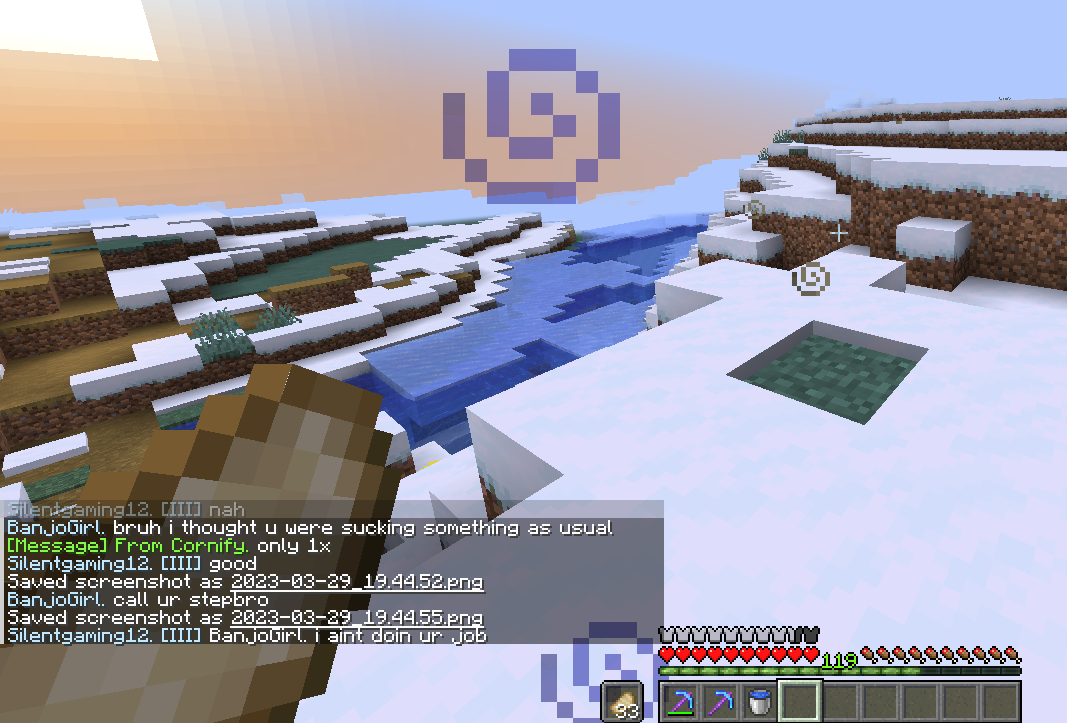 Silentgaming12. [III] nah
BanjoGirl. bruh i thought u were sucking something as usual
[Message] From Cornify. only 1x
Silentgaming12. [III] good
Saved screenshot as 2023-03-29_19.44.52.png
BanjoGirl. call ur stepbro
Saved screenshot as 2023-03-29_19.44.55.png
Silentgaming12. [III] BanjoGirl. i aint doin ur job
119
33